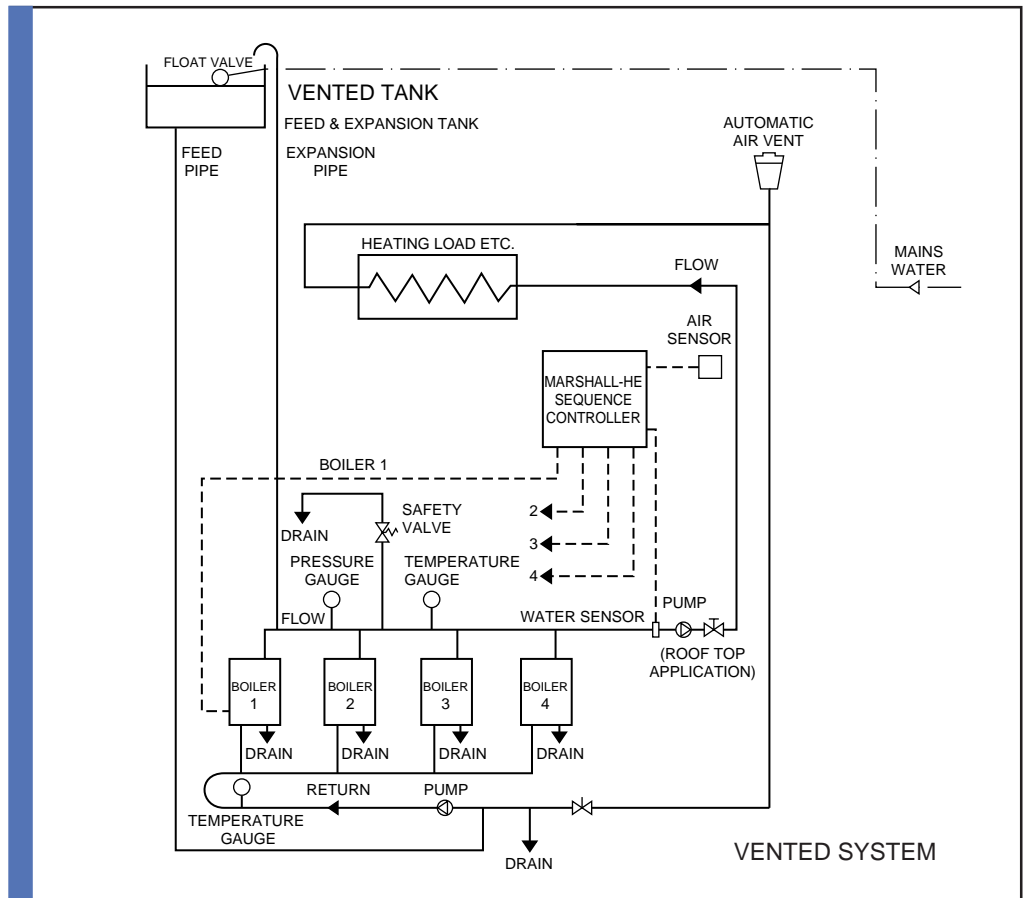 FLOAT VALVE
VENTED TANK
FEED & EXPANSION TANK
FEED
PIPE
EXPANSION
PIPE
AUTOMATIC
AIR VENT
HEATING LOAD ETC.
FLOW
MAINS
WATER
AIR
SENSOR
MARSHALL-HE
SEQUENCE
CONTROLLER
BOILER 1
2
3
4
DRAIN
SAFETY
VALVE
PRESSURE
GAUGE
TEMPERATURE
GAUGE
FLOW
WATER SENSOR
PUMP
(ROOF TOP
APPLICATION)
BOILER
1
BOILER
2
BOILER
3
BOILER
4
DRAIN
DRAIN
DRAIN
DRAIN
RETURN
PUMP
TEMPERATURE
GAUGE
DRAIN
VENTED SYSTEM